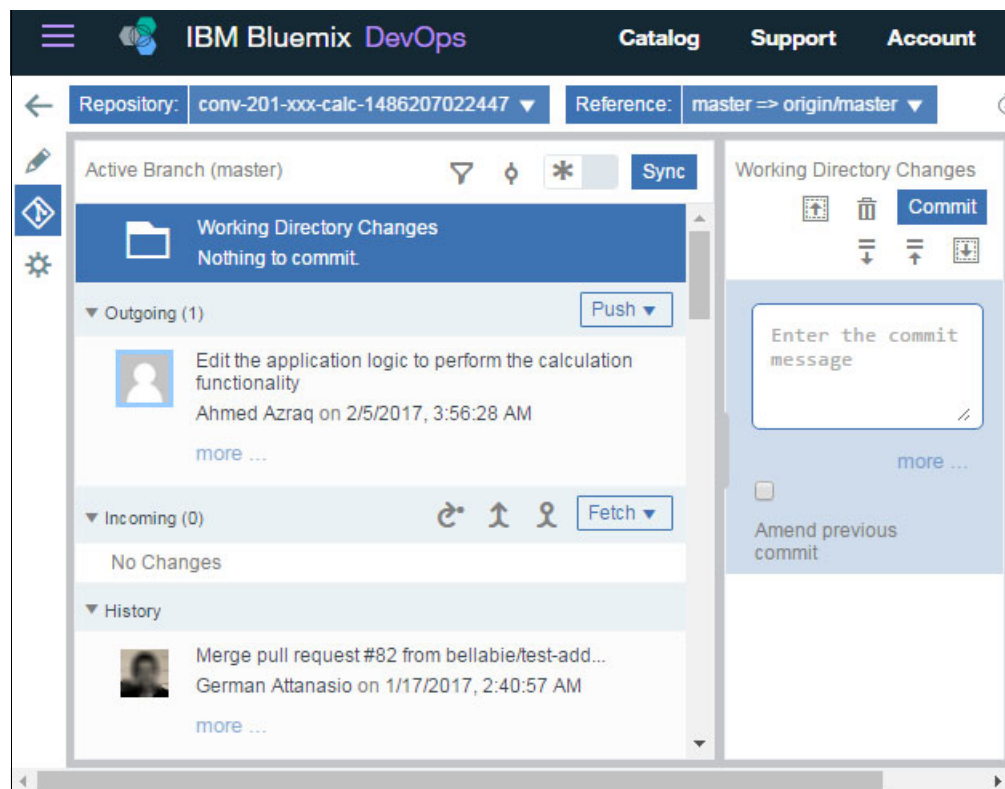 IBM Bluemix DevOps Catalog Support Account
Repository: conv-201-xxx-calc-1486207022447 Reference: master => origin/master
Active Branch (master) Sync
Working Directory Changes
Nothing to commit.
Outgoing (1) Push
Edit the application logic to perform the calculation
functionality
Ahmed Azraq on 2/5/2017, 3:56:28 AM
more ...
Incoming (0) Fetch
No Changes
History
Merge pull request #82 from bellabie/test-add...
German Attanasio on 1/17/2017, 2:40:57 AM
more ...
Working Directory Changes
Commit
Enter the commit
message
more ...
Amend previous
commit